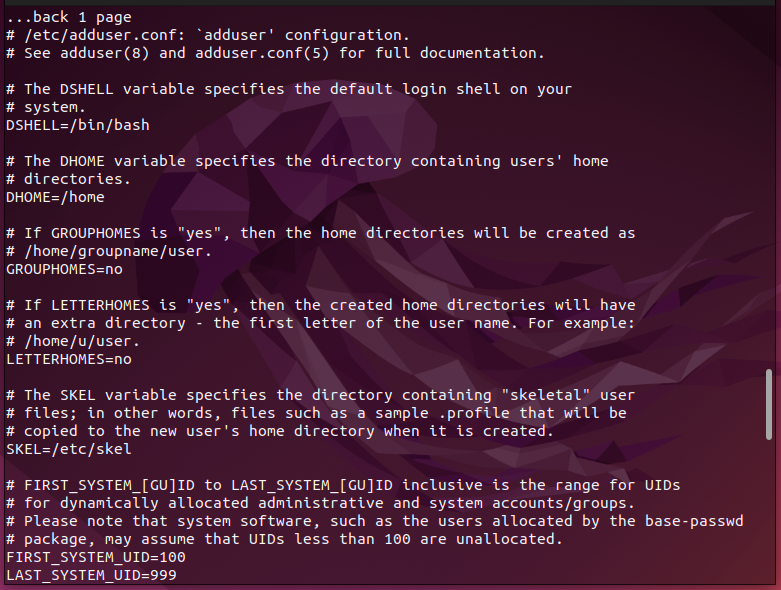 ...back 1 page
# /etc/adduser.conf: `adduser' configuration.
# See adduser(8) and adduser.conf(5) for full documentation.
# The DSHELL variable specifies the default login shell on your
# system.
DSHELL=/bin/bash
# The DHOME variable specifies the directory containing users' home
# directories.
DHOME=/home
# If GROUPHOMES is "yes", then the home directories will be created as
# /home/groupname/user.
GROUPHOMES=no
# If LETTERHOMES is "yes", then the created home directories will have
# an extra directory - the first letter of the user name. For example:
# /home/u/user.
LETTERHOMES=no
# The SKEL variable specifies the directory containing "skeletal" user
# files; in other words, files such as a sample .profile that will be
# copied to the new user's home directory when it is created.
SKEL=/etc/skel
# FIRST_SYSTEM_[GU]ID to LAST_SYSTEM_[GU]ID inclusive is the range for UIDs
# for dynamically allocated administrative and system accounts/groups.
# Please note that system software, such as the users allocated by the base-passwd
# package, may assume that UIDs less than 100 are unallocated.
FIRST_SYSTEM_UID=100
LAST_SYSTEM_UID=999